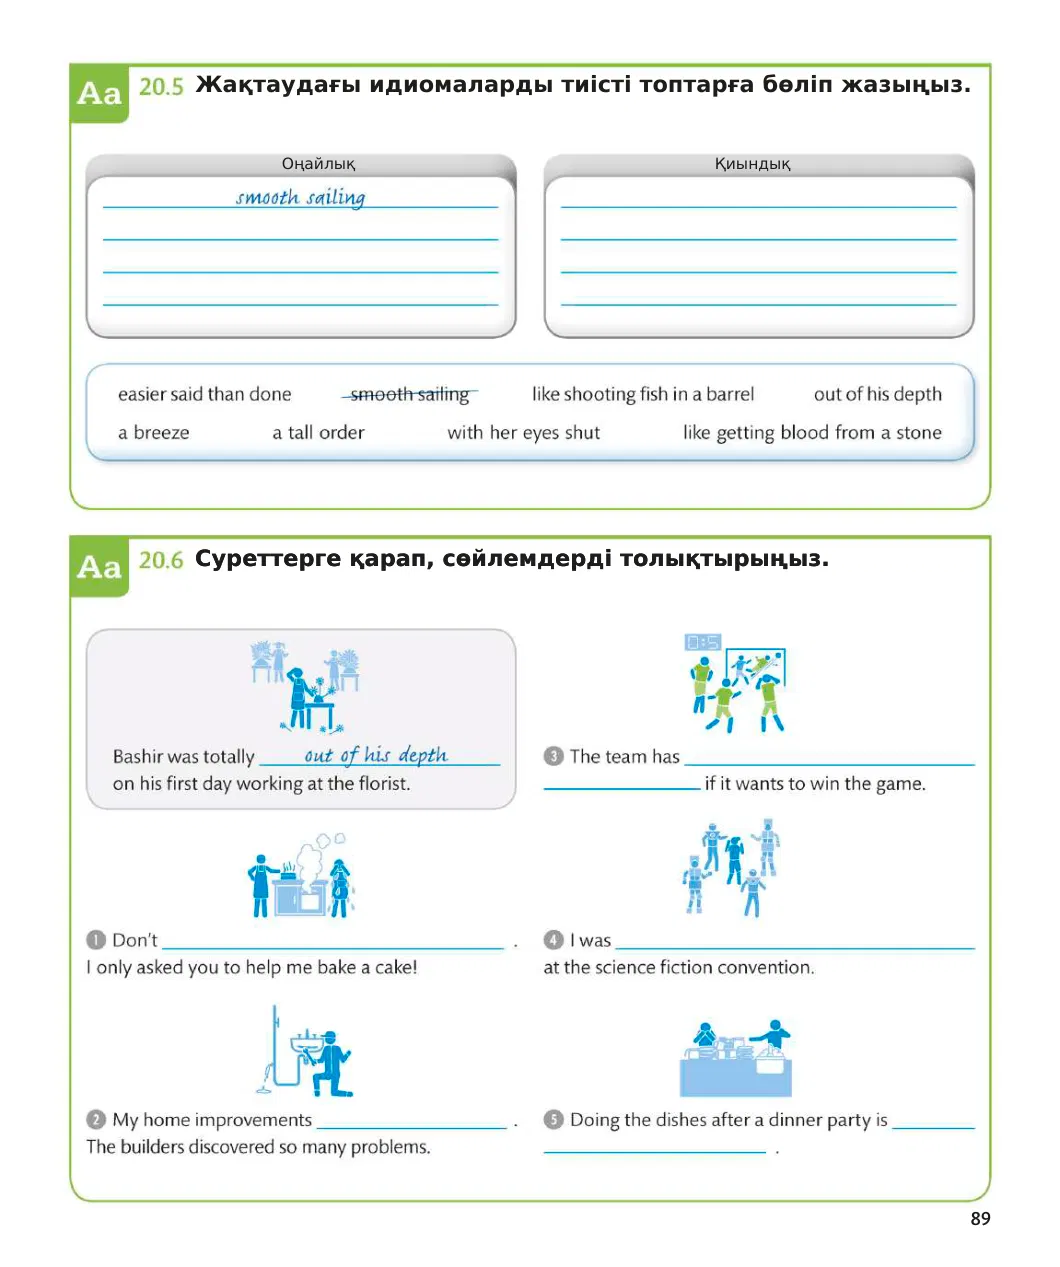 Aa 20.5 Жақтаудағы идиомаларды тиісті топтарға бөліп жазыңыз.
Оңайлық
smooth sailing
Қиындық
easier said than done smooth sailing like shooting fish in a barrel out of his depth
a breeze a tall order with her eyes shut like getting blood from a stone
Aa 20.6 Суреттерге қарап, сөйлемдерді толықтырыңыз.
Bashir was totally out of his depth
on his first day working at the florist.
1 Don't .
I only asked you to help me bake a cake!
2 My home improvements .
The builders discovered so many problems.
0:5
3 The team has
if it wants to win the game.
4 I was
at the science fiction convention.
5 Doing the dishes after a dinner party is
.
89